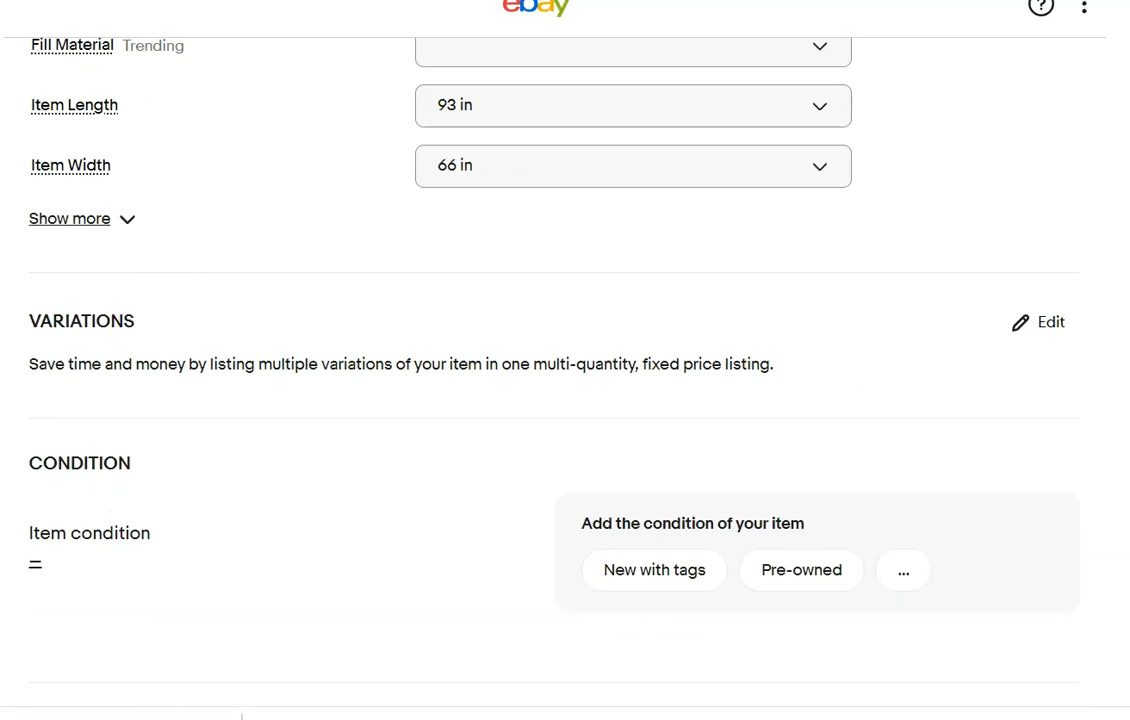 ebay
?
Fill Material Trending
Item Length 93 in
Item Width 66 in
Show more
VARIATIONS Edit
Save time and money by listing multiple variations of your item in one multi-quantity, fixed price listing.
CONDITION
Add the condition of your item
Item condition
New with tags Pre-owned ...